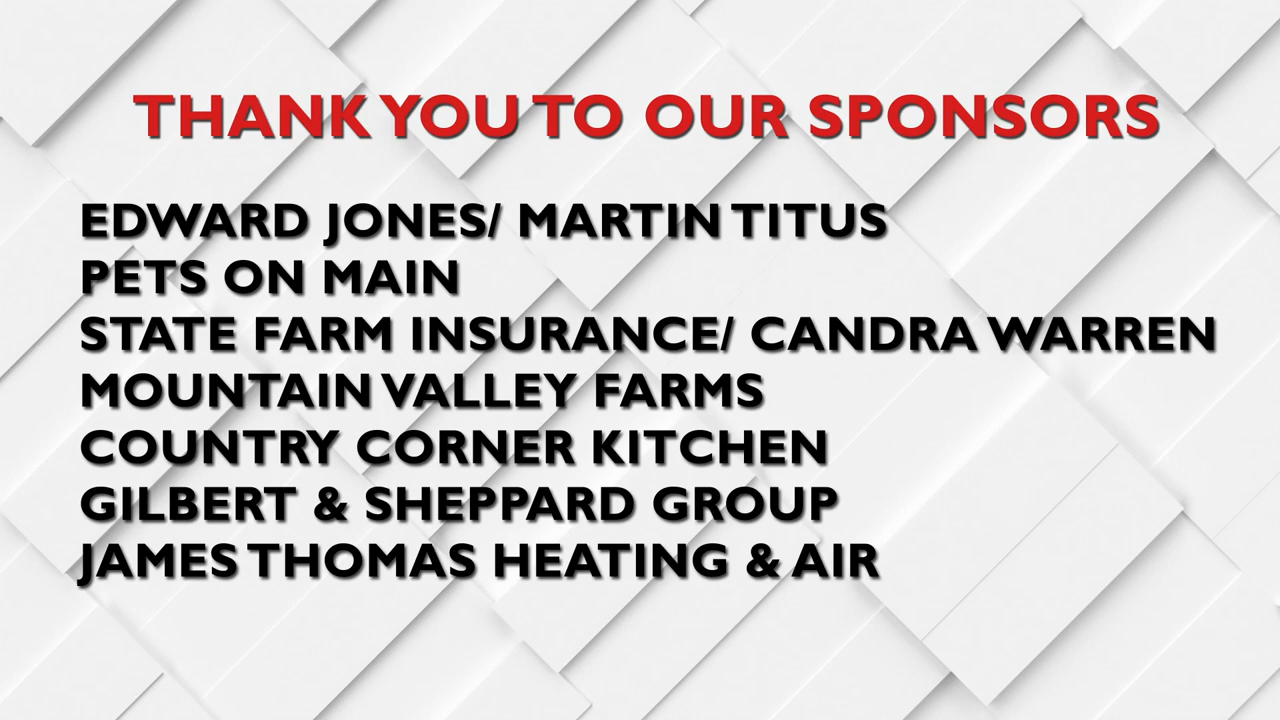 THANK YOU TO OUR SPONSORS
EDWARD JONES/ MARTIN TITUS
PETS ON MAIN
STATE FARM INSURANCE/ CANDRA WARREN
MOUNTAIN VALLEY FARMS
COUNTRY CORNER KITCHEN
GILBERT & SHEPPARD GROUP
JAMES THOMAS HEATING & AIR